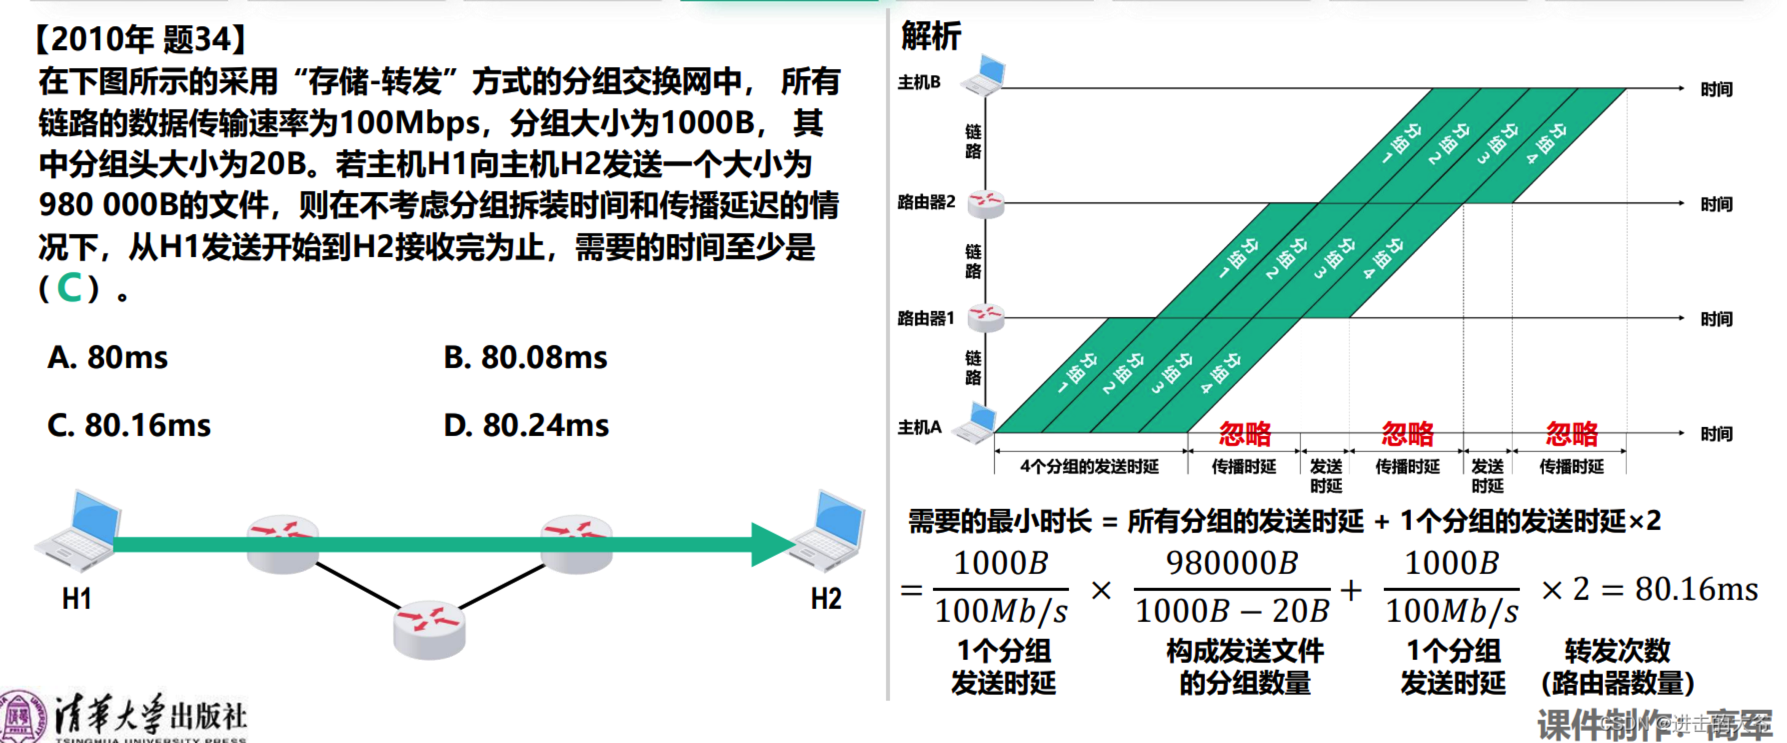 【2010年 题34】
在下图所示的采用“存储-转发”方式的分组交换网中， 所有
链路的数据传输速率为100Mbps，分组大小为1000B， 其
中分组头大小为20B。若主机H1向主机H2发送一个大小为
980 000B的文件，则在不考虑分组拆装时间和传播延迟的情
况下，从H1发送开始到H2接收完为止，需要的时间至少是
( C ) 。
A. 80ms
B. 80.08ms
C. 80.16ms
D. 80.24ms
H1
H2
清华大学出版社
TSINGHUA UNIVERSITY PRESS
解析
主机B
时间
链路
分组1
分组2
分组3
分组4
路由器2
时间
链路
分组1
分组2
分组3
分组4
路由器1
时间
链路
分组1
分组2
分组3
分组4
主机A
忽略
忽略
忽略
时间
4个分组的发送时延
传播时延
发送时延
传播时延
发送时延
传播时延
需要的最小时长 = 所有分组的发送时延 + 1个分组的发送时延×2
= 1000B/100Mb/s × 980000B/1000B − 20B + 1000B/100Mb/s × 2 = 80.16ms
1个分组
发送时延
构成发送文件
的分组数量
1个分组
发送时延
转发次数
(路由器数量)
课件制作：高军